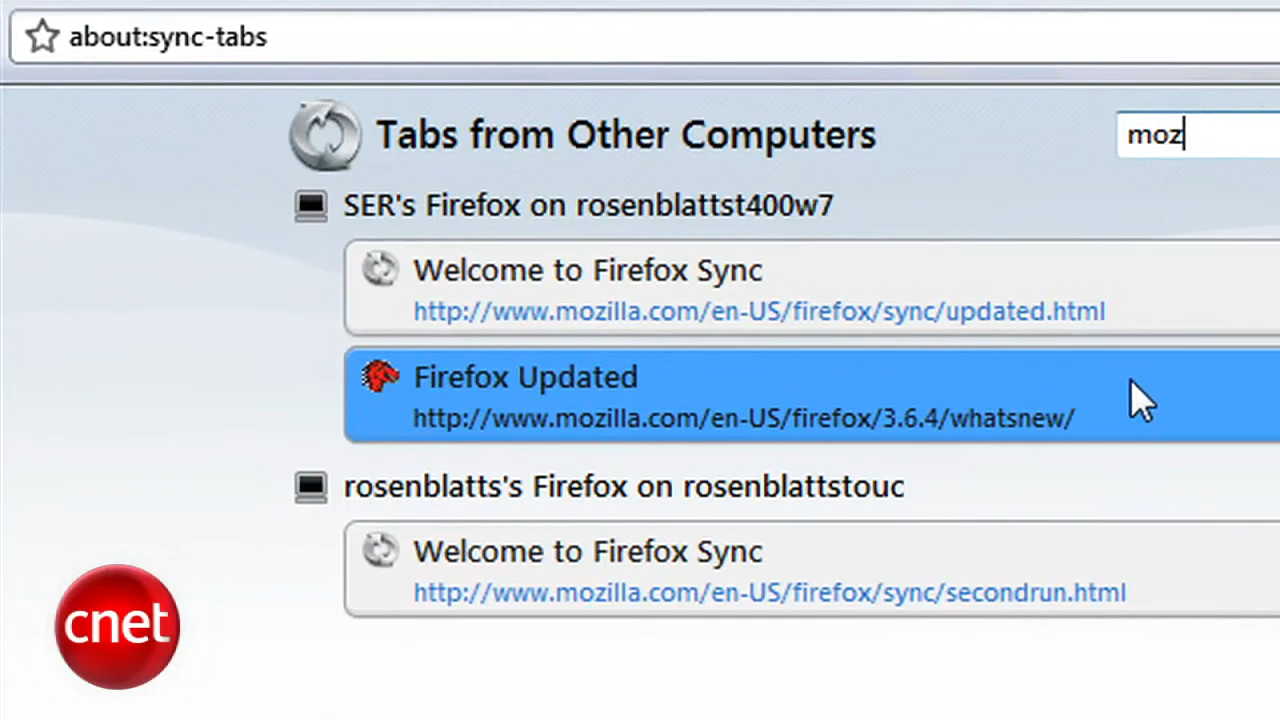 about:sync-tabs
Tabs from Other Computers
moz
SER's Firefox on rosenblattst400w7
Welcome to Firefox Sync
http://www.mozilla.com/en-US/firefox/sync/updated.html
Firefox Updated
http://www.mozilla.com/en-US/firefox/3.6.4/whatsnew/
rosenblatts's Firefox on rosenblattstouc
Welcome to Firefox Sync
http://www.mozilla.com/en-US/firefox/sync/secondrun.html
cnet